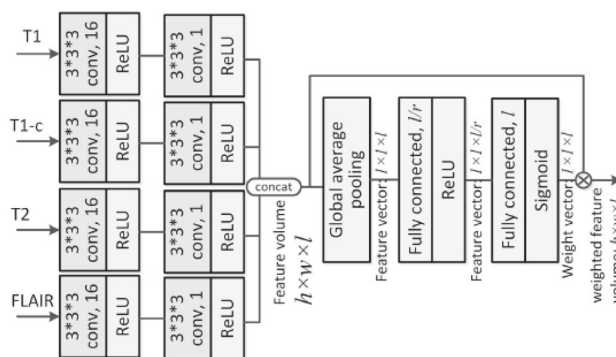 T1
3*3*3
conv, 16
ReLU
3*3*3
conv, 1
ReLU
T1-c
3*3*3
conv, 16
ReLU
3*3*3
conv, 1
ReLU
T2
3*3*3
conv, 16
ReLU
3*3*3
conv, 1
ReLU
FLAIR
3*3*3
conv, 16
ReLU
3*3*3
conv, 1
ReLU
concat
Feature volume
h×w×l
Global average
pooling
Feature vector: 1×1×l
Fully connected, l/r
ReLU
Feature vector: 1×1×l/r
Fully connected, l
Sigmoid
Weight vector: 1×1×l
weighted feature
volume: h×w×l